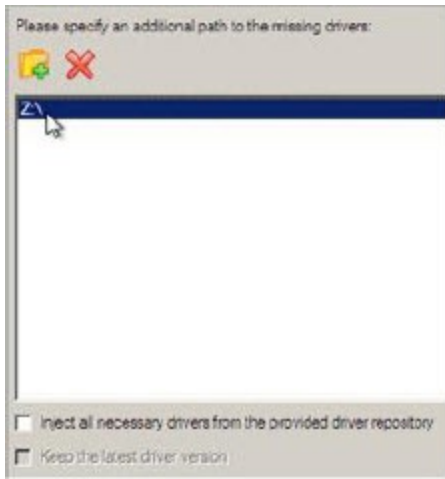 Please specify an additional path to the missing drivers:
Z:\
Inject all necessary drivers from the provided driver repository
Keep the latest driver version